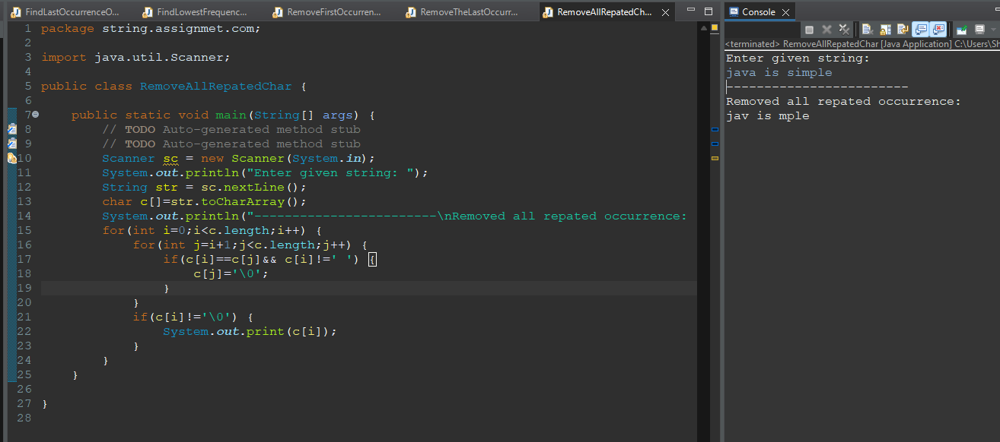 FindLastOccurrenceO...
FindLowestFrequenc...
RemoveFirstOccurren...
RemoveTheLastOccurr...
RemoveAllRepatedCh...
1 package string.assignmet.com;
2
3 import java.util.Scanner;
4
5 public class RemoveAllRepatedChar {
6
7 public static void main(String[] args) {
8 // TODO Auto-generated method stub
9 // TODO Auto-generated method stub
10 Scanner sc = new Scanner(System.in);
11 System.out.println("Enter given string: ");
12 String str = sc.nextLine();
13 char c[]=str.toCharArray();
14 System.out.println("------------------------\nRemoved all repated occurrence:
15 for(int i=0;i<c.length;i++) {
16 for(int j=i+1;j<c.length;j++) {
17 if(c[i]==c[j]&& c[i]!=' ') {
18 c[j]='\0';
19 }
20 }
21 if(c[i]!='\0') {
22 System.out.print(c[i]);
23 }
24 }
25 }
26
27 }
28
Console
<terminated> RemoveAllRepatedChar [Java Application] C:\Users\Sh
Enter given string:
java is simple
------------------------
Removed all repated occurrence:
jav is mple